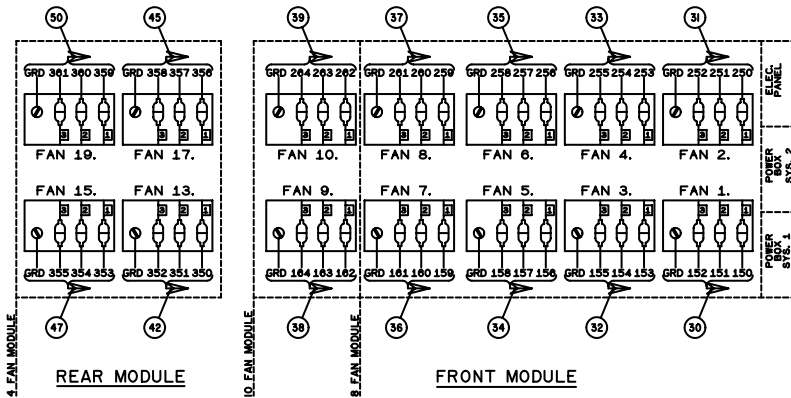 50 45 39 37 35 33 31
GRD 361 360 359 GRD 358 357 356 GRD 264 263 262 GRD 261 260 259 GRD 258 257 256 GRD 255 254 253 GRD 252 251 250
3 2 1 3 2 1 3 2 1 3 2 1 3 2 1 3 2 1 3 2 1
FAN 19. FAN 17. FAN 10. FAN 8. FAN 6. FAN 4. FAN 2.
FAN 15. FAN 13. FAN 9. FAN 7. FAN 5. FAN 3. FAN 1.
3 2 1 3 2 1 3 2 1 3 2 1 3 2 1 3 2 1 3 2 1
GRD 355 354 353 GRD 352 351 350 GRD 164 163 162 GRD 161 160 159 GRD 158 157 156 GRD 155 154 153 GRD 152 151 150
47 42 38 36 34 32 30
ELEC.
PANEL
POWER
BOX
SYS. 2
POWER
BOX
SYS. 1
4 FAN MODULE
10 FAN MODULE
8 FAN MODULE
REAR MODULE
FRONT MODULE